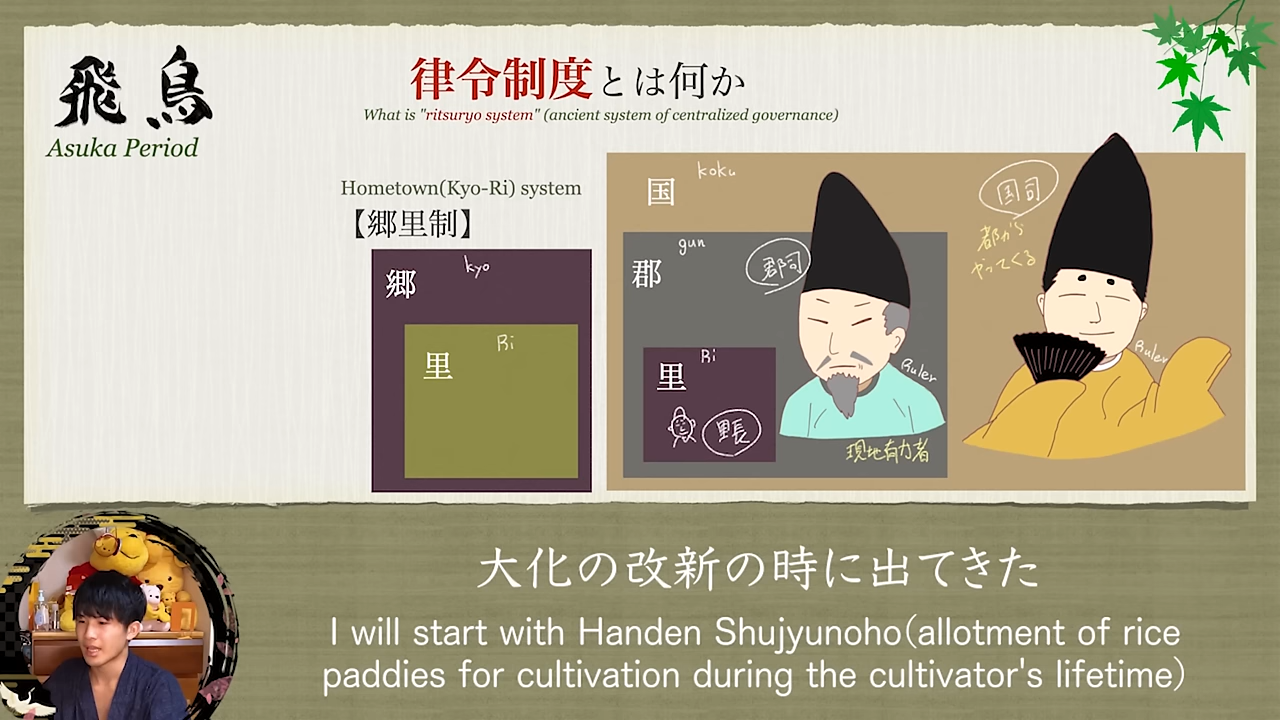 飛鳥
Asuka Period
律令制度とは何か
What is "ritsuryo system" (ancient system of centralized governance)
Hometown(Kyo-Ri) system
【郷里制】
郷
kyo
里
Ri
国
koku
郡
gun
里
Ri
里長
郡司
Ruler
現地有力者
国司
都から
やってくる
Ruler
大化の改新の時に出てきた
I will start with Handen Shujyunoho(allotment of rice
paddies for cultivation during the cultivator's lifetime)